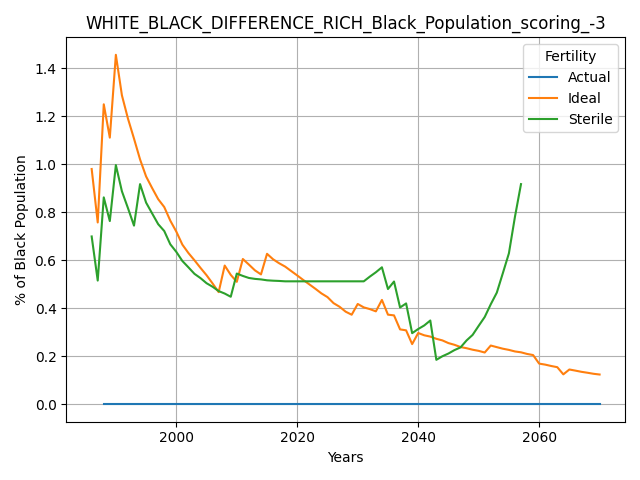 WHITE_BLACK_DIFFERENCE_RICH_Black_Population_scoring_-3
Fertility
Actual
Ideal
Sterile
% of Black Population
1.4
1.2
1.0
0.8
0.6
0.4
0.2
0.0
2000 2020 2040 2060
Years